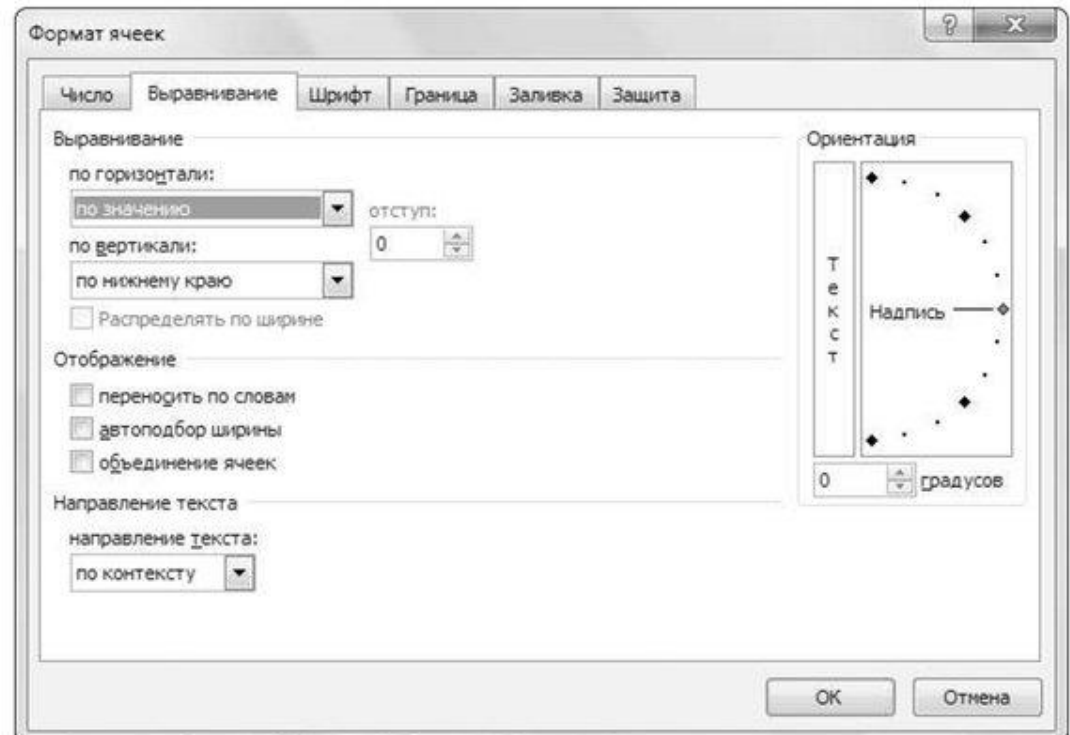 Формат ячеек
Число Выравнивание Шрифт Граница Заливка Защита
Выравнивание
по горизонтали:
по значению
отступ:
0
по вертикали:
по нижнему краю
Распределять по ширине
Отображение
переносить по словам
автоподбор ширины
объединение ячеек
Направление текста
направление текста:
по контексту
Ориентация
Текст
Надпись
0 градусов
ОК Отмена